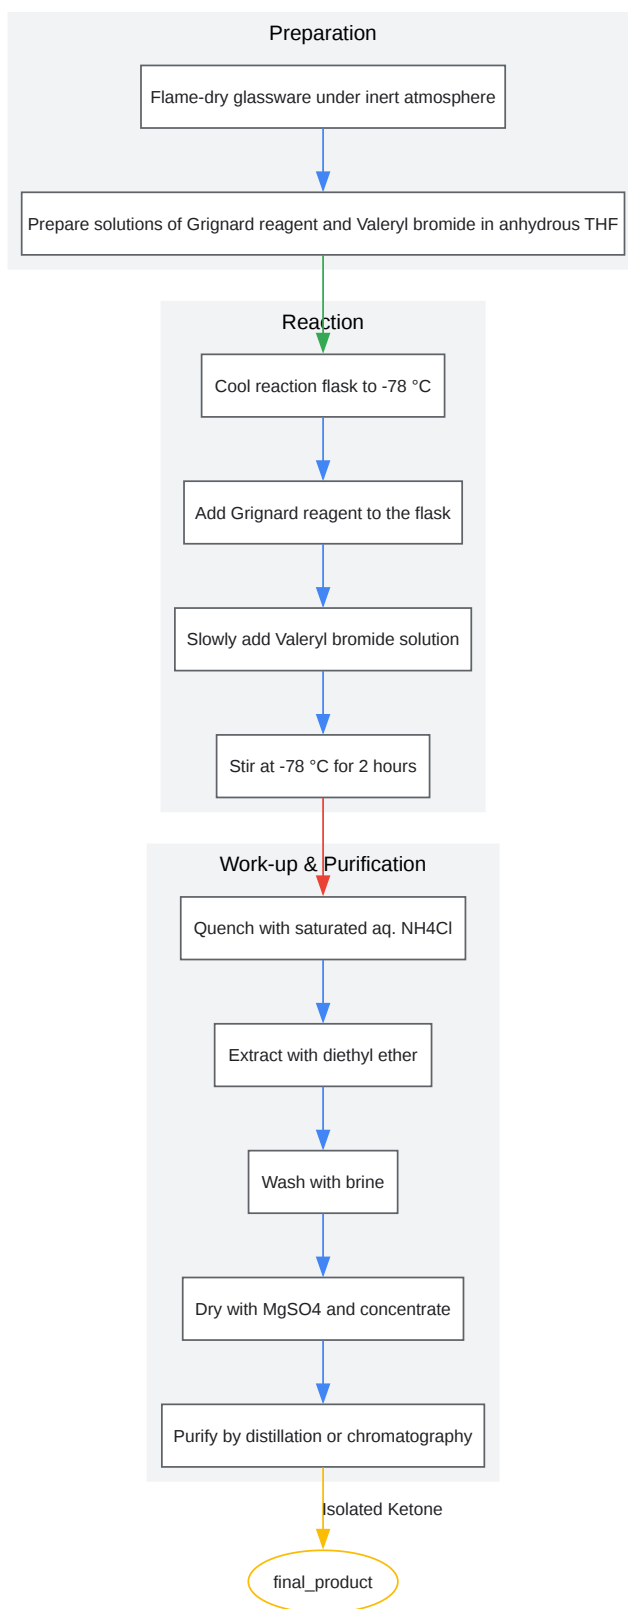 Preparation
Flame-dry glassware under inert atmosphere
Prepare solutions of Grignard reagent and Valeryl bromide in anhydrous THF
Reaction
Cool reaction flask to -78 °C
Add Grignard reagent to the flask
Slowly add Valeryl bromide solution
Stir at -78 °C for 2 hours
Work-up & Purification
Quench with saturated aq. NH4Cl
Extract with diethyl ether
Wash with brine
Dry with MgSO4 and concentrate
Purify by distillation or chromatography
Isolated Ketone
final_product